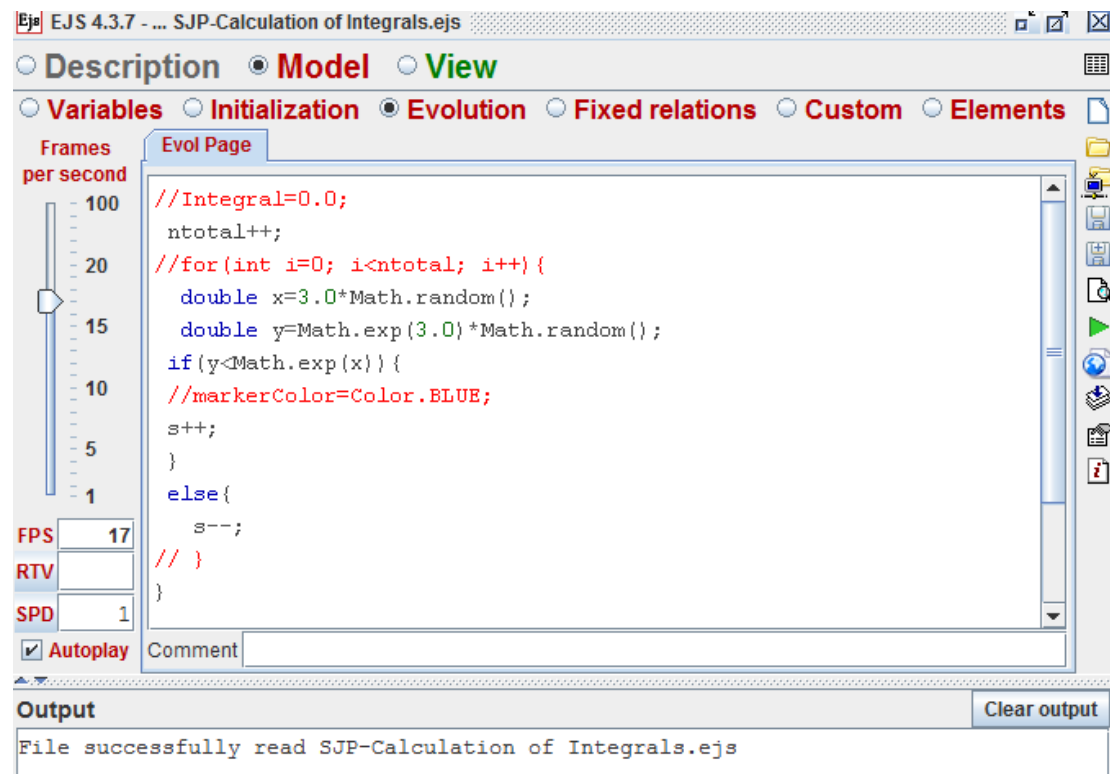 Ejs EJS 4.3.7 - ... SJP-Calculation of Integrals.ejs
Description Model View
Variables Initialization Evolution Fixed relations Custom Elements
Frames
per second
100
20
15
10
5
1
FPS 17
RTV
SPD 1
Autoplay
Evol Page
//Integral=0.0;
ntotal++;
//for(int i=0; i<ntotal; i++){
double x=3.0*Math.random();
double y=Math.exp(3.0)*Math.random();
if(y<Math.exp(x)){
//markerColor=Color.BLUE;
s++;
}
else{
s--;
// }
}
Comment
Output Clear output
File successfully read SJP-Calculation of Integrals.ejs